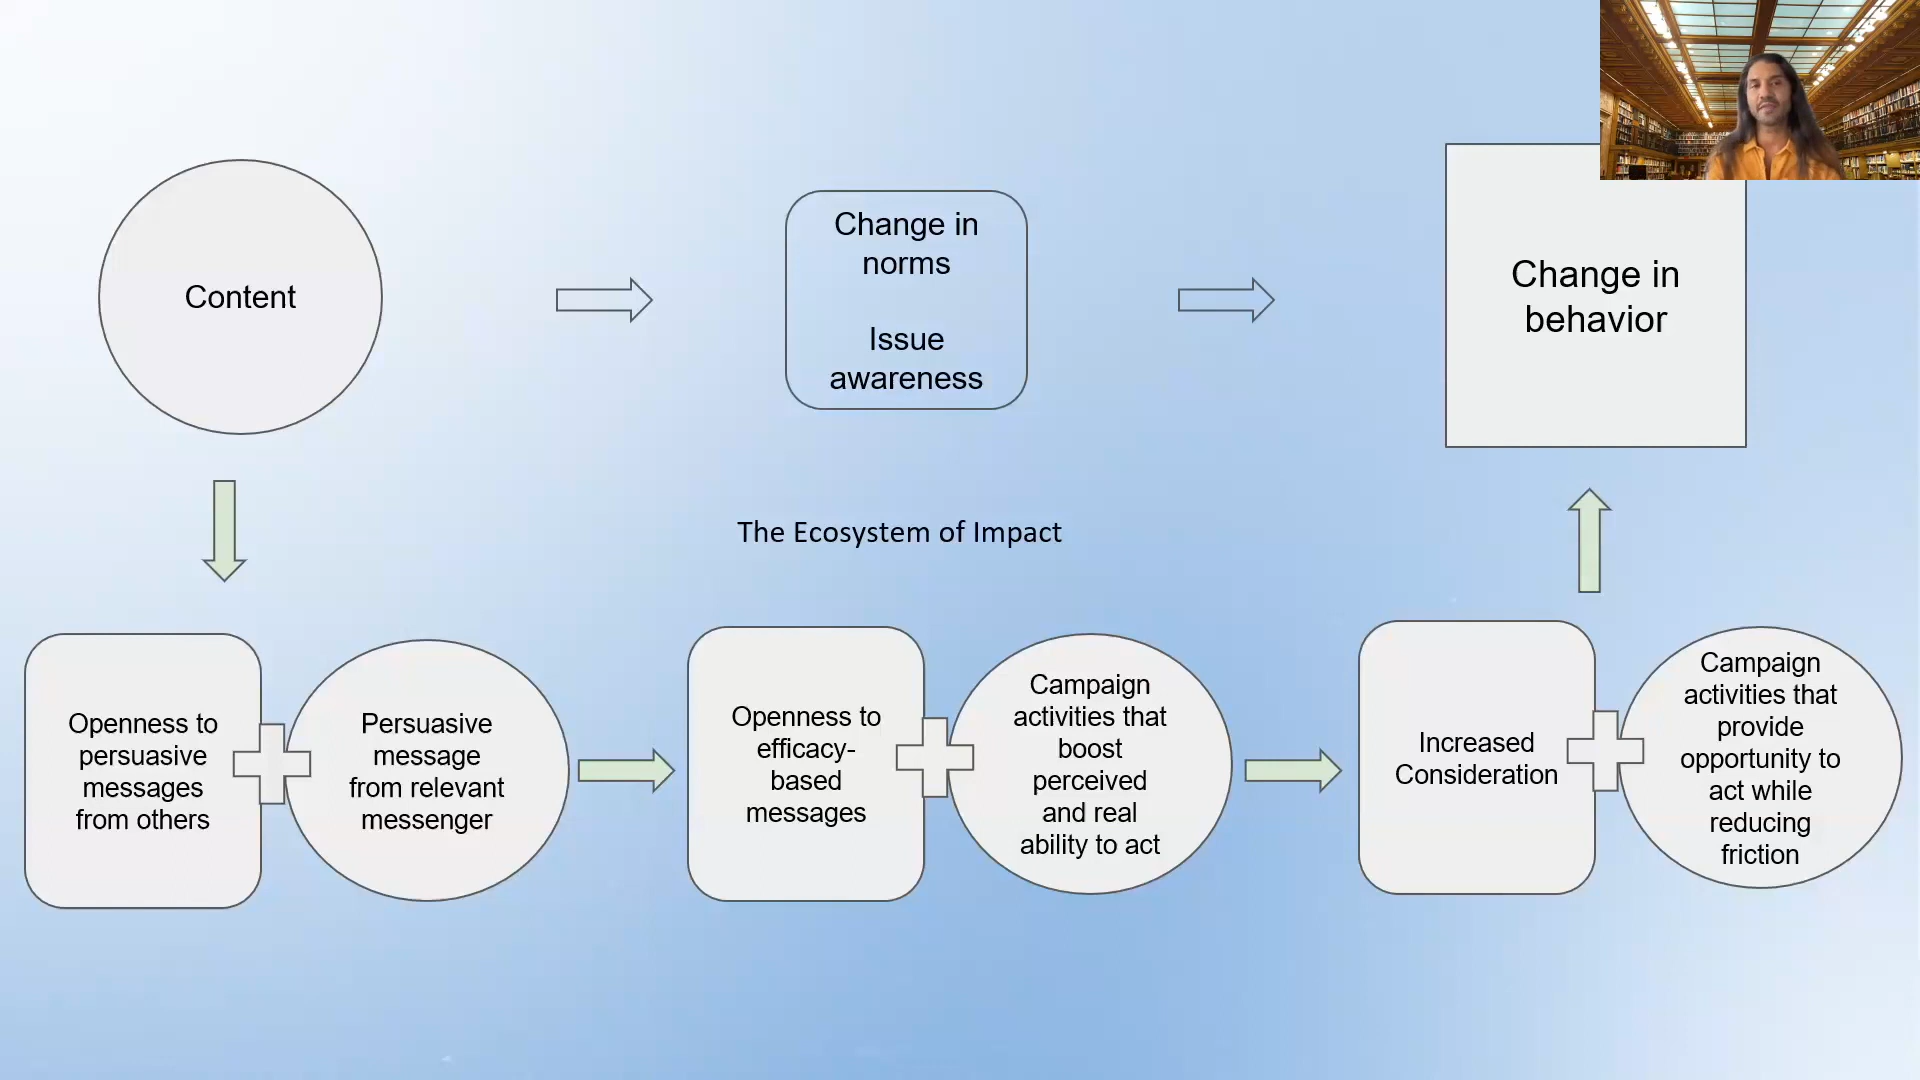 Content
Change in
norms
Issue
awareness
Change in
behavior
The Ecosystem of Impact
Openness to
persuasive
messages
from others
Persuasive
message
from relevant
messenger
Openness to
efficacy-
based
messages
Campaign
activities that
boost
perceived
and real
ability to act
Increased
Consideration
Campaign
activities that
provide
opportunity to
act while
reducing
friction